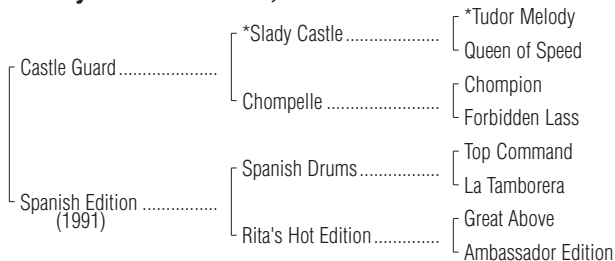 *Tudor Melody
*Slady Castle....................
Queen of Speed
Castle Guard.....................
Chompion
Chompelle ........................
Forbidden Lass
Top Command
Spanish Drums.................
La Tamborera
Spanish Edition ................
(1991)
Great Above
Rita's Hot Edition..............
Ambassador Edition